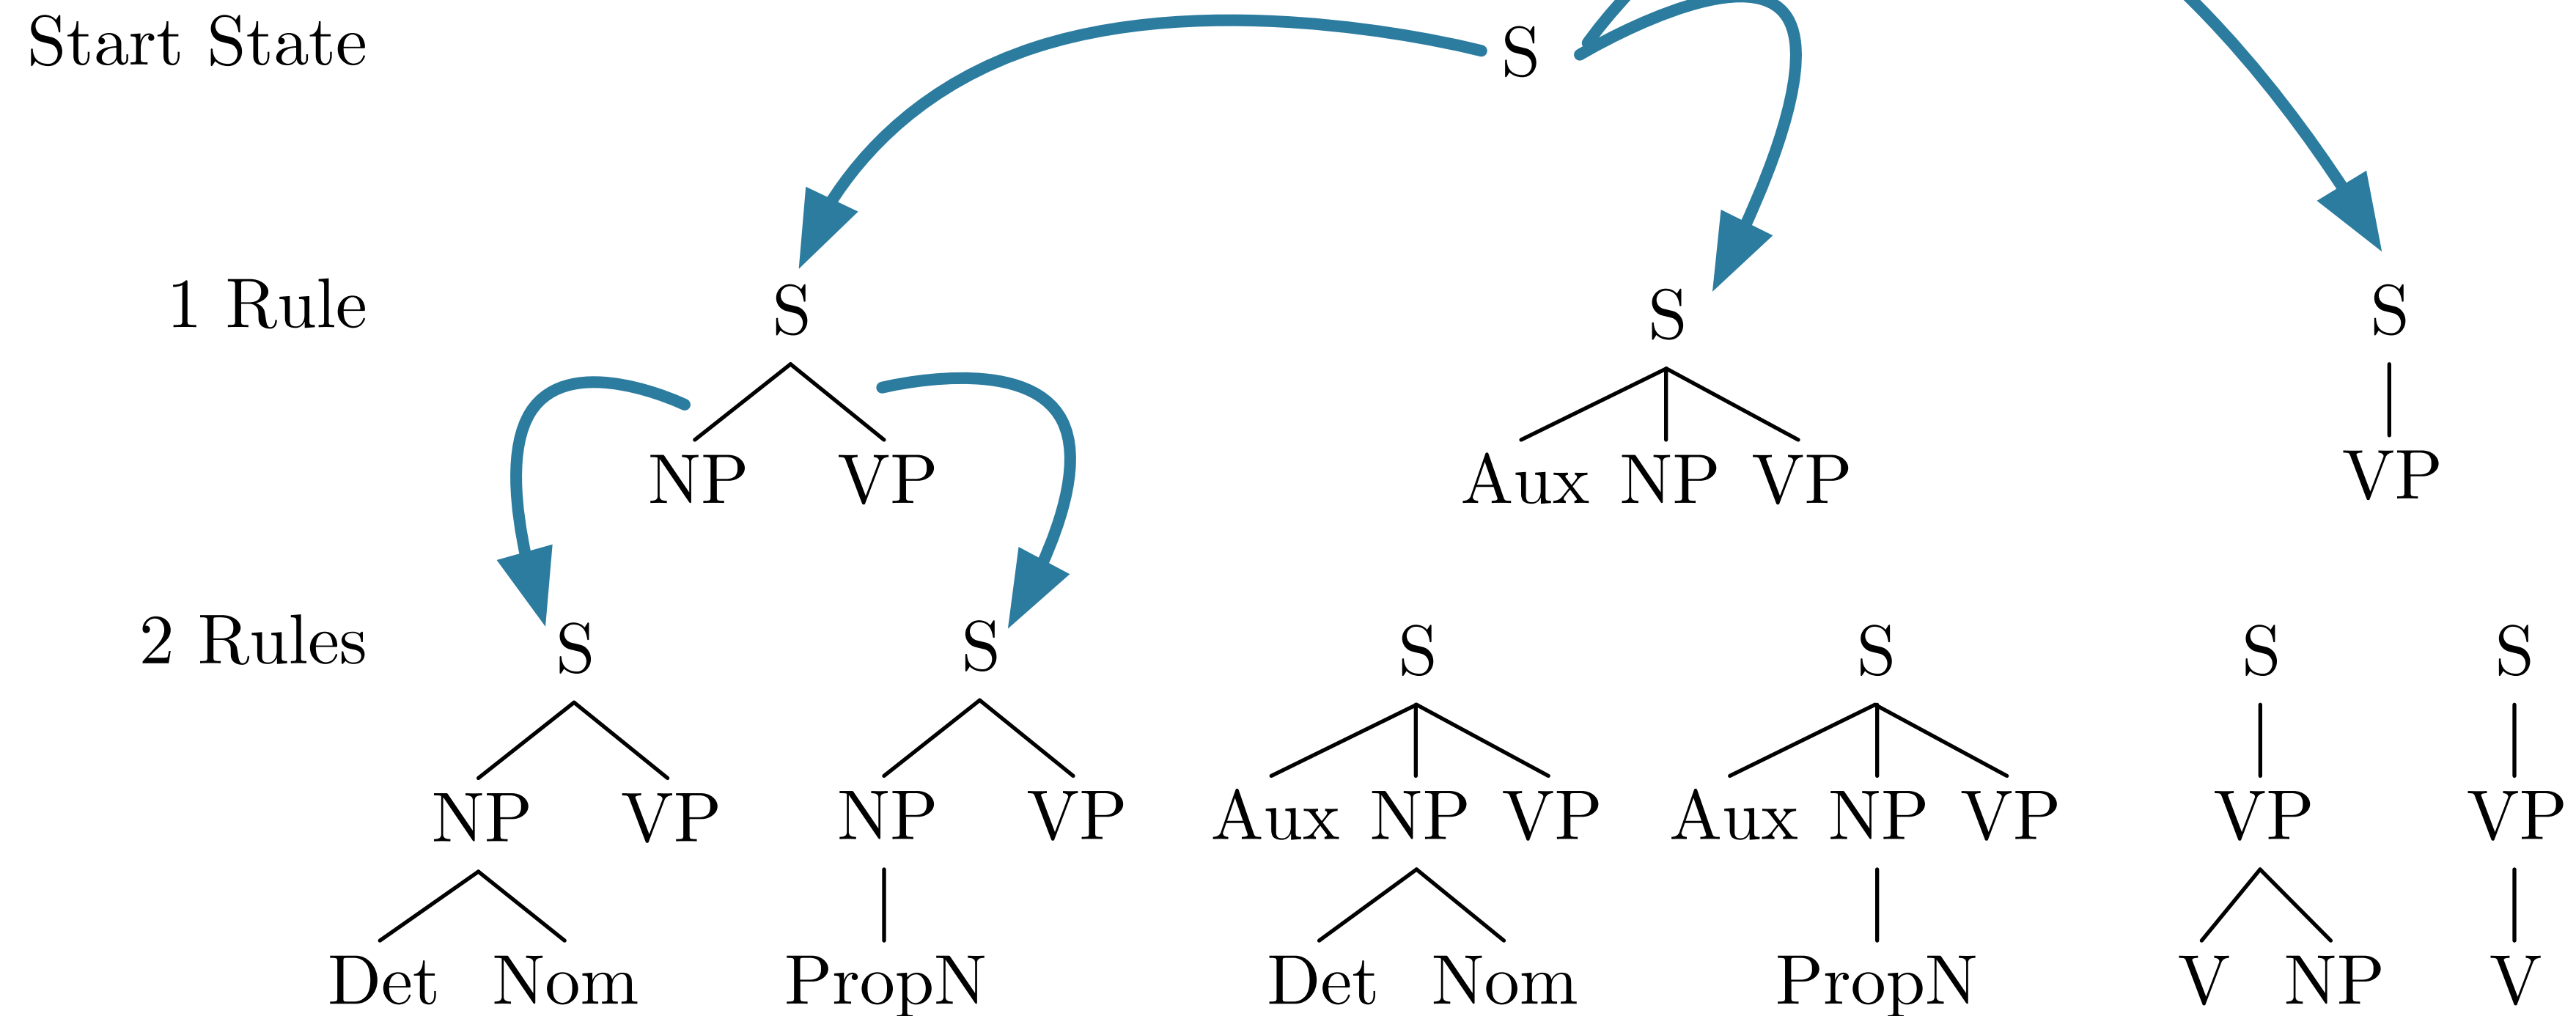 Start State S
1 Rule S S S
NP VP Aux NP VP VP
2 Rules S S S S S S
NP VP NP VP Aux NP VP Aux NP VP VP VP
Det Nom PropN Det Nom PropN V NP V